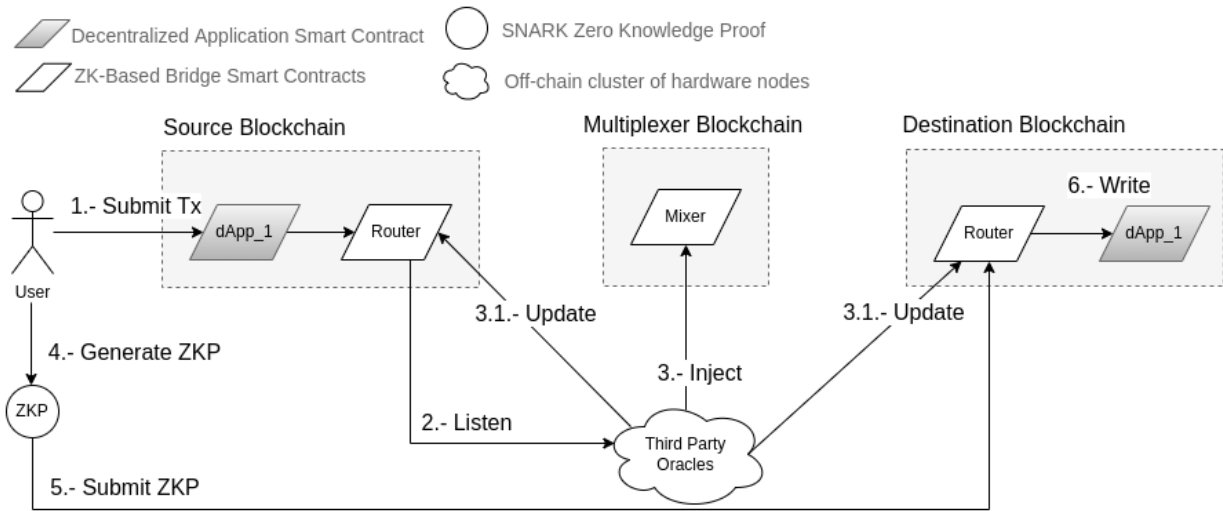 Decentralized Application Smart Contract
SNARK Zero Knowledge Proof
ZK-Based Bridge Smart Contracts
Off-chain cluster of hardware nodes
Source Blockchain
Multiplexer Blockchain
Destination Blockchain
1.- Submit Tx
dApp_1
Router
Mixer
6.- Write
Router
dApp_1
User
3.1.- Update
3.1.- Update
4.- Generate ZKP
3.- Inject
ZKP
2.- Listen
Third Party
Oracles
5.- Submit ZKP